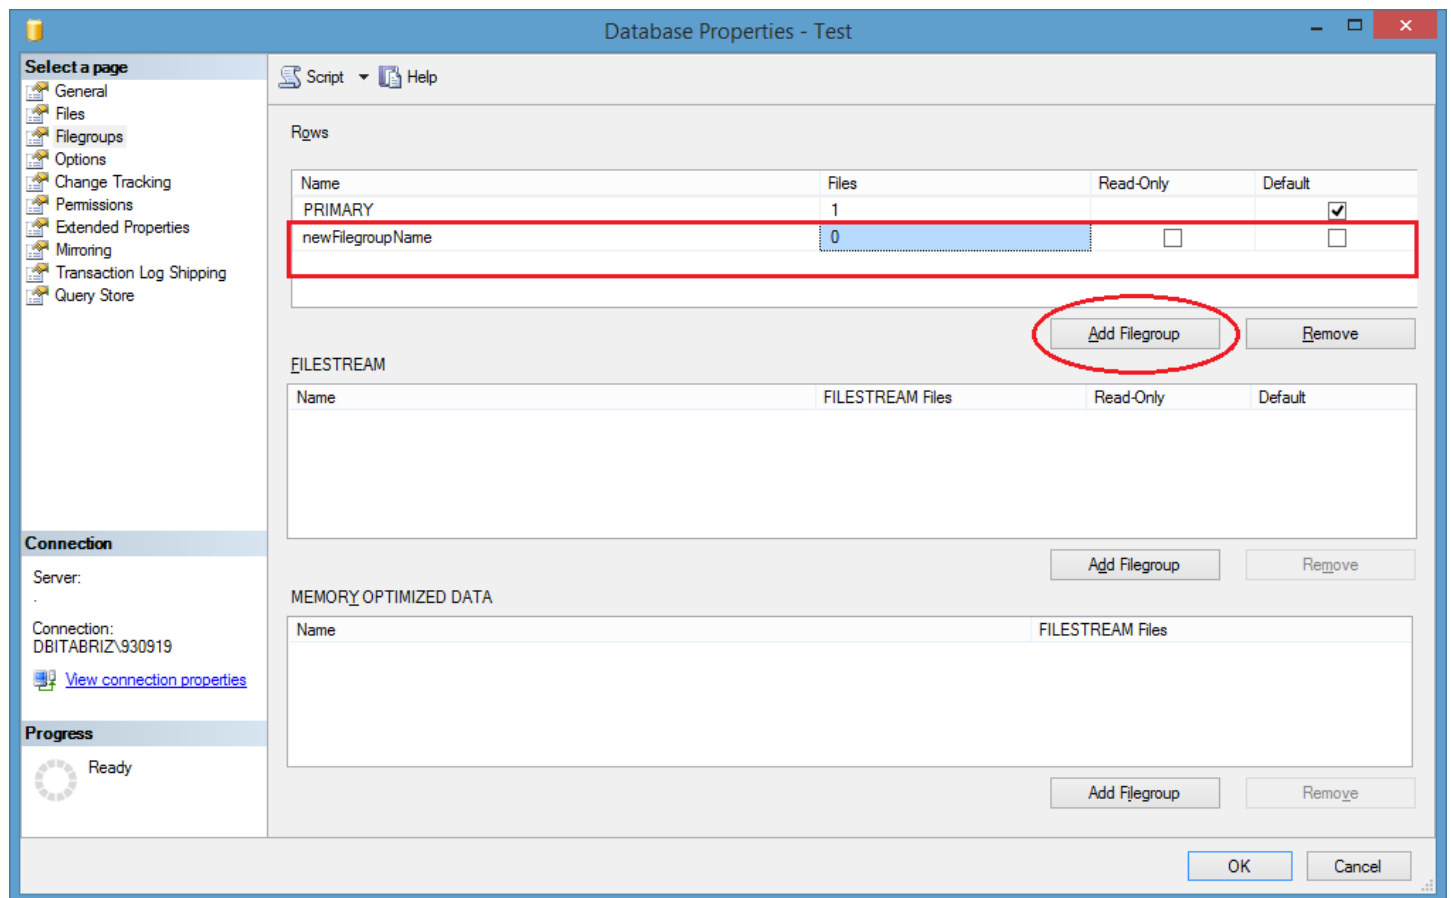 Database Properties - Test
Select a page
General
Files
Filegroups
Options
Change Tracking
Permissions
Extended Properties
Mirroring
Transaction Log Shipping
Query Store
Connection
Server:
.
Connection:
DBITABRIZ\930919
View connection properties
Progress
Ready
Script Help
Rows
Name Files Read-Only Default
PRIMARY 1
newFilegroupName 0
Add Filegroup Remove
FILESTREAM
Name FILESTREAM Files Read-Only Default
Add Filegroup Remove
MEMORY OPTIMIZED DATA
Name FILESTREAM Files
Add Filegroup Remove
OK Cancel